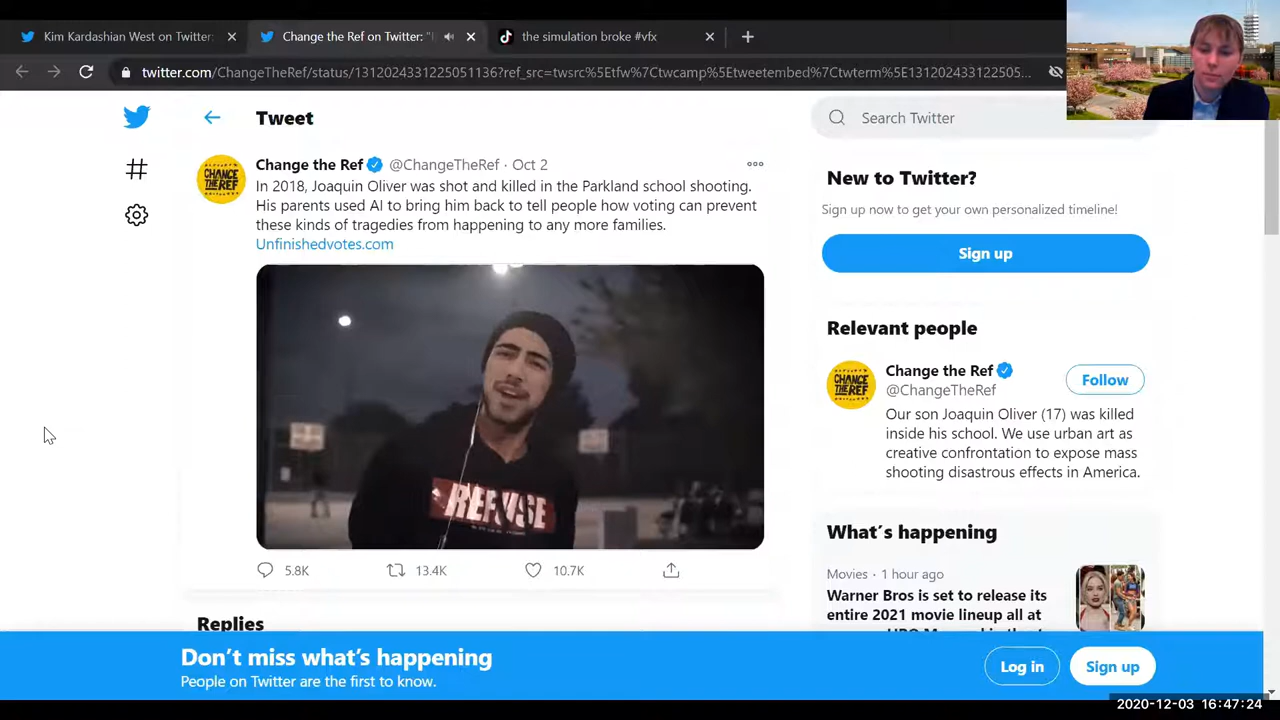 Kim Kardashian West on Twitter:
Change the Ref on Twitter: "I
the simulation broke #vfx
twitter.com/ChangeTheRef/status/1312024331225051136?ref_src=twsrc%5Etfw%7Ctwcamp%5Etweetembed%7Ctwterm%5E131202433122505...
Tweet
Search Twitter
Change the Ref @ChangeTheRef · Oct 2
In 2018, Joaquin Oliver was shot and killed in the Parkland school shooting.
His parents used AI to bring him back to tell people how voting can prevent
these kinds of tragedies from happening to any more families.
Unfinishedvotes.com
CHANGE
THE REF
REFUSE
5.8K
13.4K
10.7K
Replies
New to Twitter?
Sign up now to get your own personalized timeline!
Sign up
Relevant people
CHANGE
THE REF
Change the Ref
@ChangeTheRef
Follow
Our son Joaquin Oliver (17) was killed
inside his school. We use urban art as
creative confrontation to expose mass
shooting disastrous effects in America.
What´s happening
Movies · 1 hour ago
Warner Bros is set to release its
entire 2021 movie lineup all at
Don't miss what's happening
People on Twitter are the first to know.
Log in
Sign up
2020-12-03 16:47:24